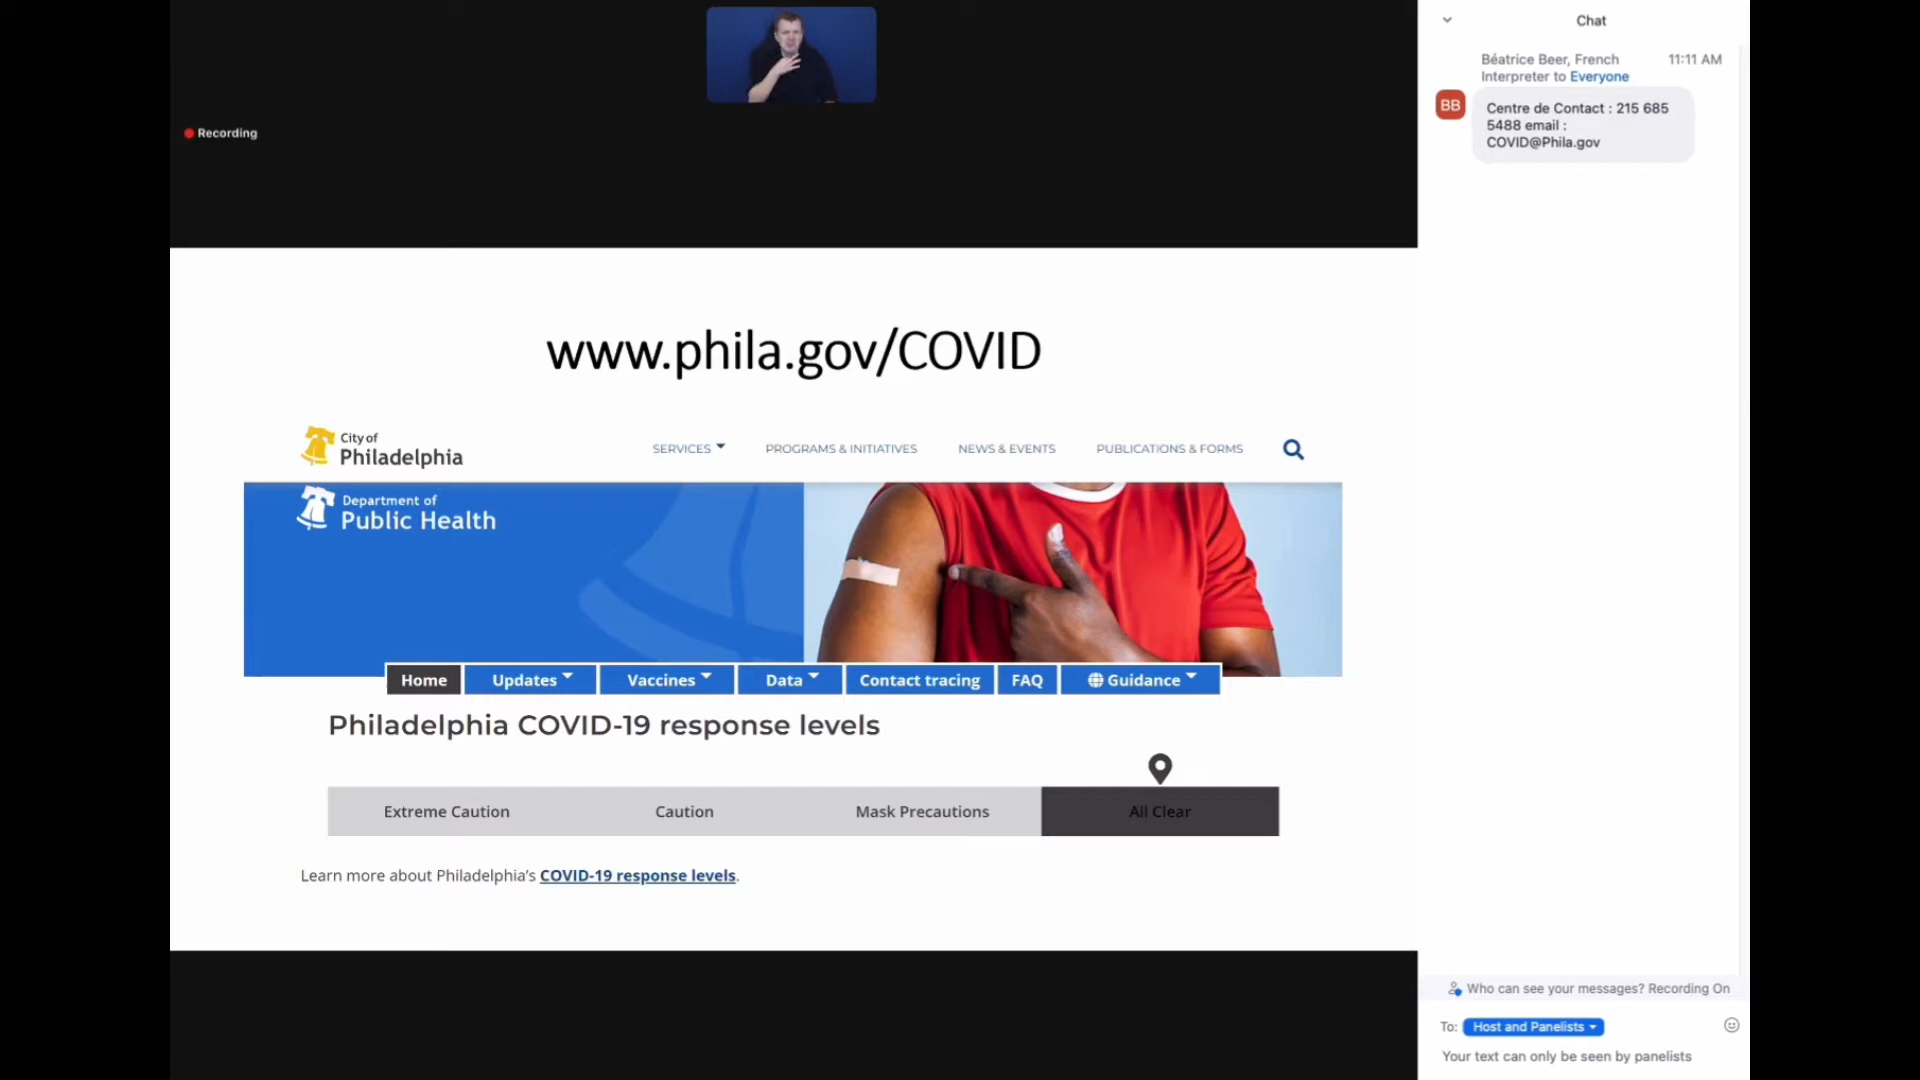 Recording
www.phila.gov/COVID
City of
Philadelphia
SERVICES
PROGRAMS & INITIATIVES
NEWS & EVENTS
PUBLICATIONS & FORMS
Department of
Public Health
Home
Updates
Vaccines
Data
Contact tracing
FAQ
Guidance
Philadelphia COVID-19 response levels
Extreme Caution
Caution
Mask Precautions
All Clear
Learn more about Philadelphia's COVID-19 response levels.
Chat
Béatrice Beer, French 11:11 AM
Interpreter to Everyone
BB
Centre de Contact : 215 685
5488 email :
COVID@Phila.gov
Who can see your messages? Recording On
To: Host and Panelists
Your text can only be seen by panelists